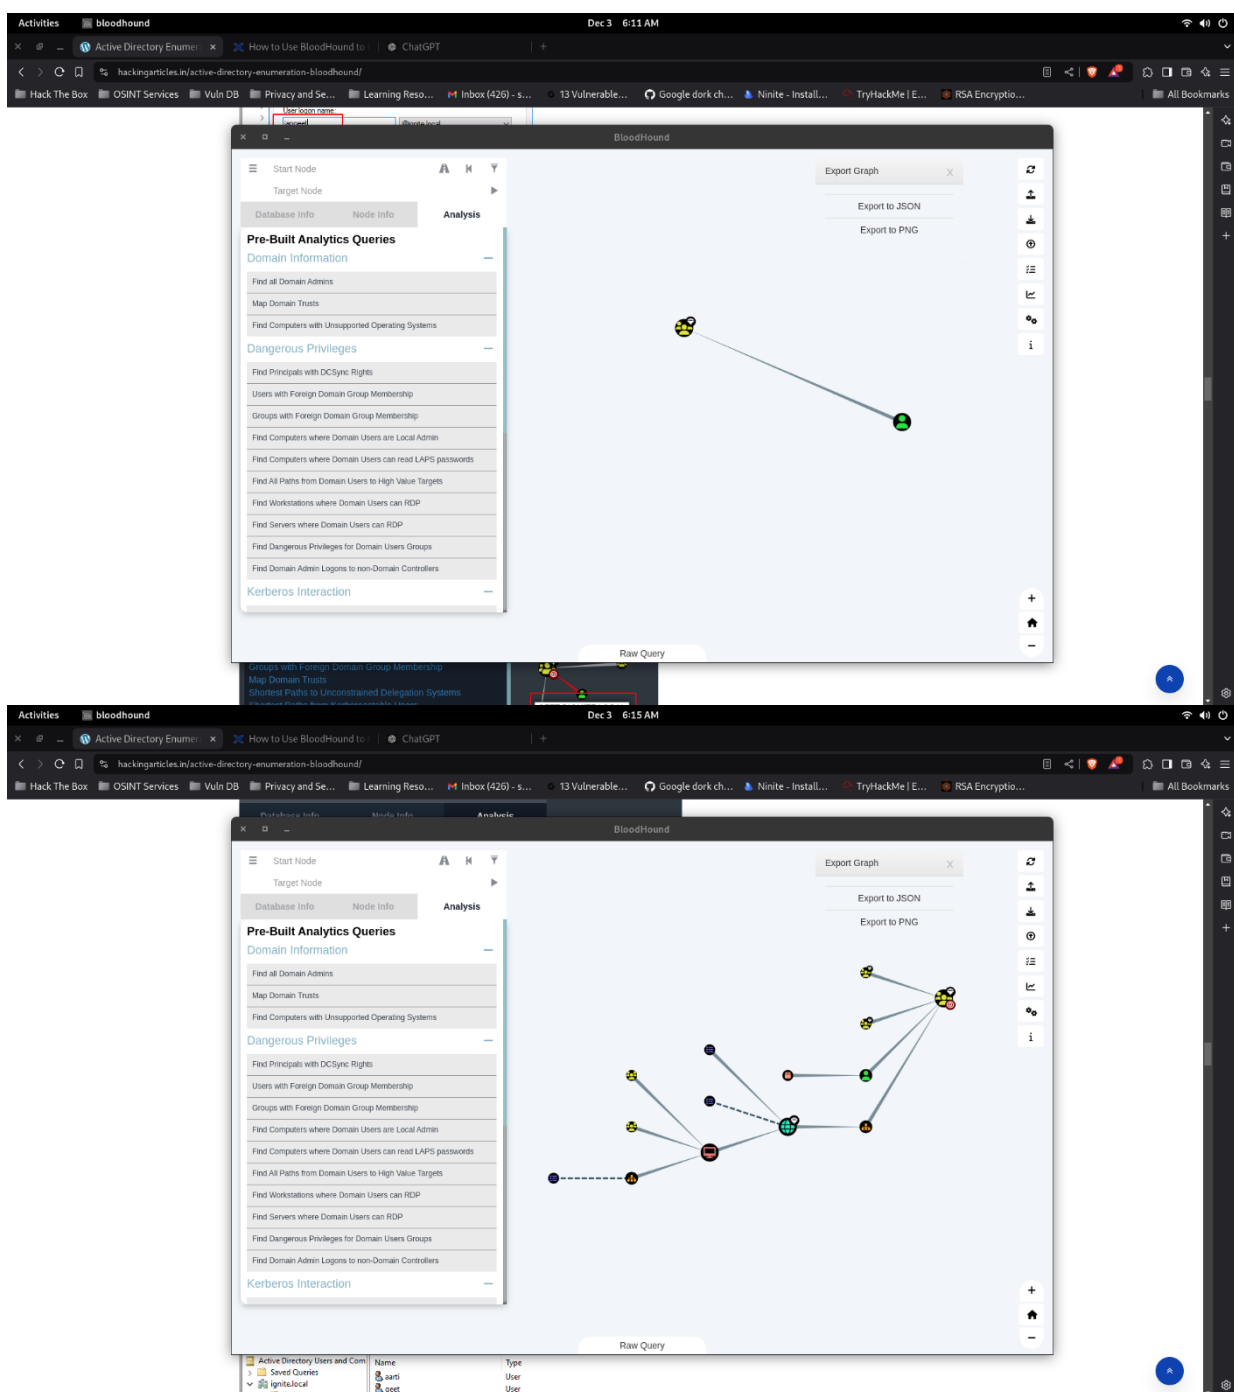 Activities bloodhound Dec 3 6:11 AM
Active Directory Enumer × How to Use BloodHound to ChatGPT +
hackingarticles.in/active-directory-enumeration-bloodhound/
Hack The Box OSINT Services Vuln DB Privacy and Se... Learning Reso... Inbox (426) - s... 13 Vulnerable... Google dork ch... Ninite - Install... TryHackMe | E... RSA Encryptio... All Bookmarks
User logon name:
@ignite.local
BloodHound
Start Node
Target Node
Database Info Node Info Analysis
Export Graph X
Export to JSON
Export to PNG
Pre-Built Analytics Queries
Domain Information
Find all Domain Admins
Map Domain Trusts
Find Computers with Unsupported Operating Systems
Dangerous Privileges
Find Principals with DCSync Rights
Users with Foreign Domain Group Membership
Groups with Foreign Domain Group Membership
Find Computers where Domain Users are Local Admin
Find Computers where Domain Users can read LAPS passwords
Find All Paths from Domain Users to High Value Targets
Find Workstations where Domain Users can RDP
Find Servers where Domain Users can RDP
Find Dangerous Privileges for Domain Users Groups
Find Domain Admin Logons to non-Domain Controllers
Kerberos Interaction
Raw Query
Groups with Foreign Domain Group Membership
Map Domain Trusts
Shortest Paths to Unconstrained Delegation Systems
Shortest Paths from Kerberoastable Users
Activities bloodhound Dec 3 6:15 AM
Active Directory Enumer × How to Use BloodHound to ChatGPT +
hackingarticles.in/active-directory-enumeration-bloodhound/
Hack The Box OSINT Services Vuln DB Privacy and Se... Learning Reso... Inbox (426) - s... 13 Vulnerable... Google dork ch... Ninite - Install... TryHackMe | E... RSA Encryptio... All Bookmarks
Database Info Node Info Analysis
BloodHound
Start Node
Target Node
Database Info Node Info Analysis
Export Graph X
Export to JSON
Export to PNG
Pre-Built Analytics Queries
Domain Information
Find all Domain Admins
Map Domain Trusts
Find Computers with Unsupported Operating Systems
Dangerous Privileges
Find Principals with DCSync Rights
Users with Foreign Domain Group Membership
Groups with Foreign Domain Group Membership
Find Computers where Domain Users are Local Admin
Find Computers where Domain Users can read LAPS passwords
Find All Paths from Domain Users to High Value Targets
Find Workstations where Domain Users can RDP
Find Servers where Domain Users can RDP
Find Dangerous Privileges for Domain Users Groups
Find Domain Admin Logons to non-Domain Controllers
Kerberos Interaction
Raw Query
Active Directory Users and Com Name Type
Saved Queries aarti User
ignite.local geet User